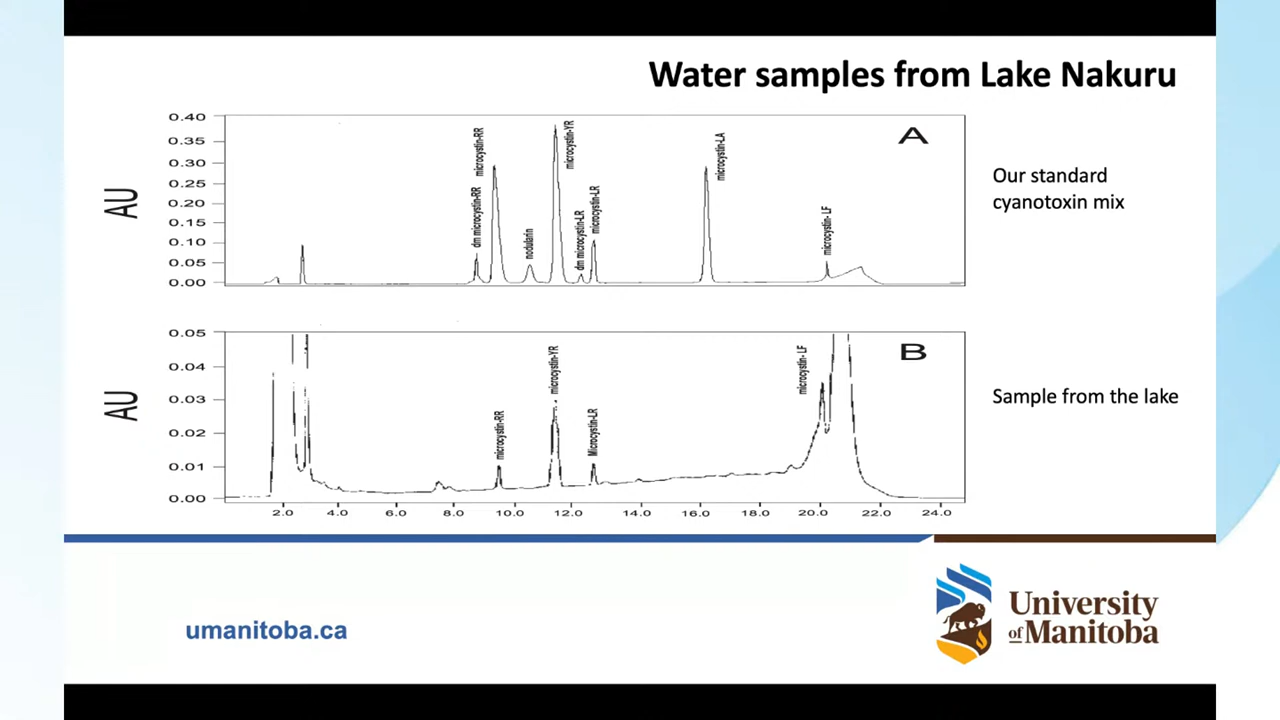 Water samples from Lake Nakuru
0.40
0.35
0.30
0.25
0.20
0.15
0.10
0.05
0.00
AU
dm microcystin-RR
microcystin-RR
nodularin
microcystin-YR
dm microcystin-LR
microcystin-LR
microcystin-LA
microcystin- LF
A
Our standard
cyanotoxin mix
0.05
0.04
0.03
0.02
0.01
0.00
AU
microcystin-RR
microcystin-YR
Microcystin-LR
microcystin- LF
B
Sample from the lake
2.0 4.0 6.0 8.0 10.0 12.0 14.0 16.0 18.0 20.0 22.0 24.0
umanitoba.ca
University
of Manitoba